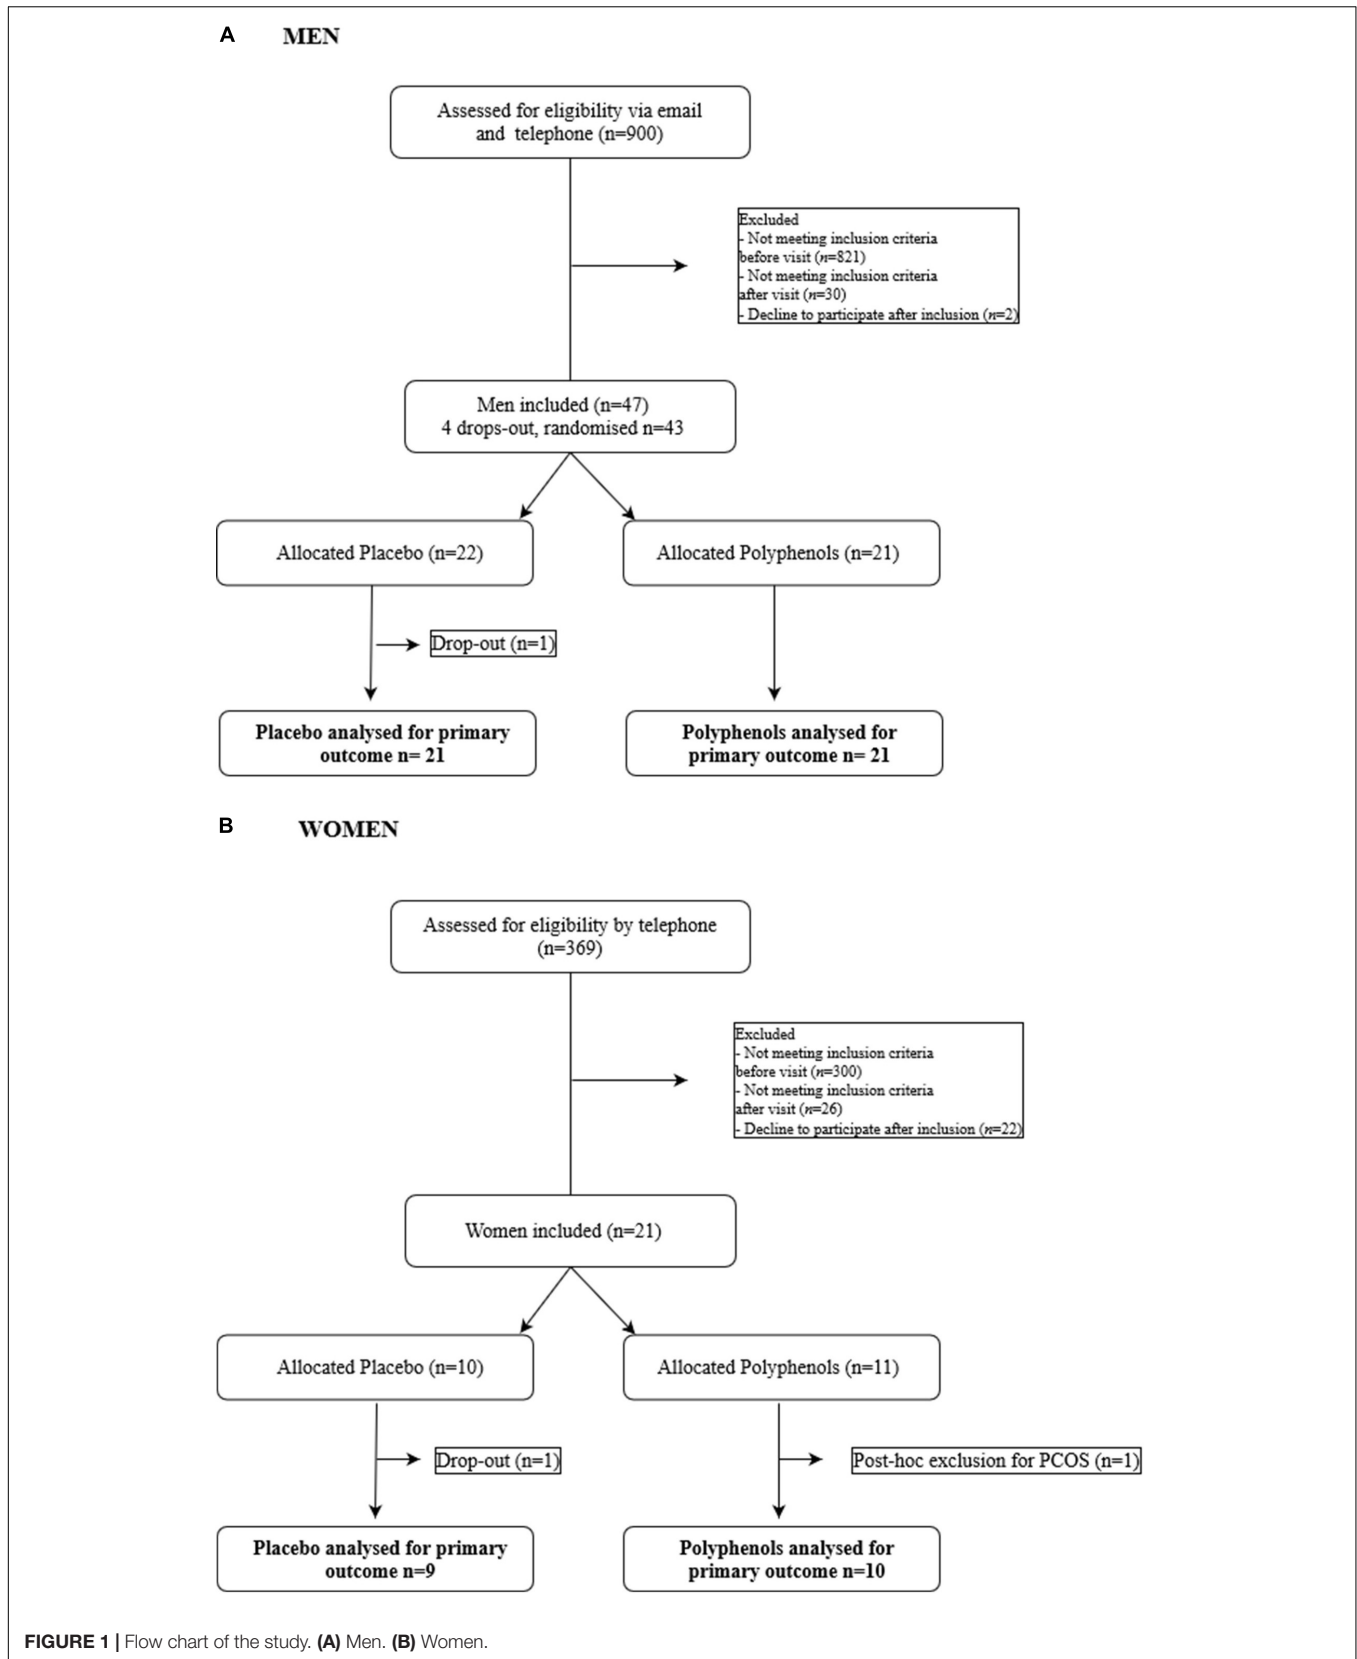 A MEN
Assessed for eligibility via email
and telephone (n=900)
Excluded
- Not meeting inclusion criteria
before visit (n=821)
- Not meeting inclusion criteria
after visit (n=30)
- Decline to participate after inclusion (n=2)
Men included (n=47)
4 drops-out, randomised n=43
Allocated Placebo (n=22)
Allocated Polyphenols (n=21)
Drop-out (n=1)
Placebo analysed for primary
outcome n= 21
Polyphenols analysed for
primary outcome n= 21
B WOMEN
Assessed for eligibility by telephone
(n=369)
Excluded
- Not meeting inclusion criteria
before visit (n=300)
- Not meeting inclusion criteria
after visit (n=26)
- Decline to participate after inclusion (n=22)
Women included (n=21)
Allocated Placebo (n=10)
Allocated Polyphenols (n=11)
Drop-out (n=1)
Post-hoc exclusion for PCOS (n=1)
Placebo analysed for primary
outcome n=9
Polyphenols analysed for
primary outcome n=10
FIGURE 1 | Flow chart of the study. (A) Men. (B) Women.